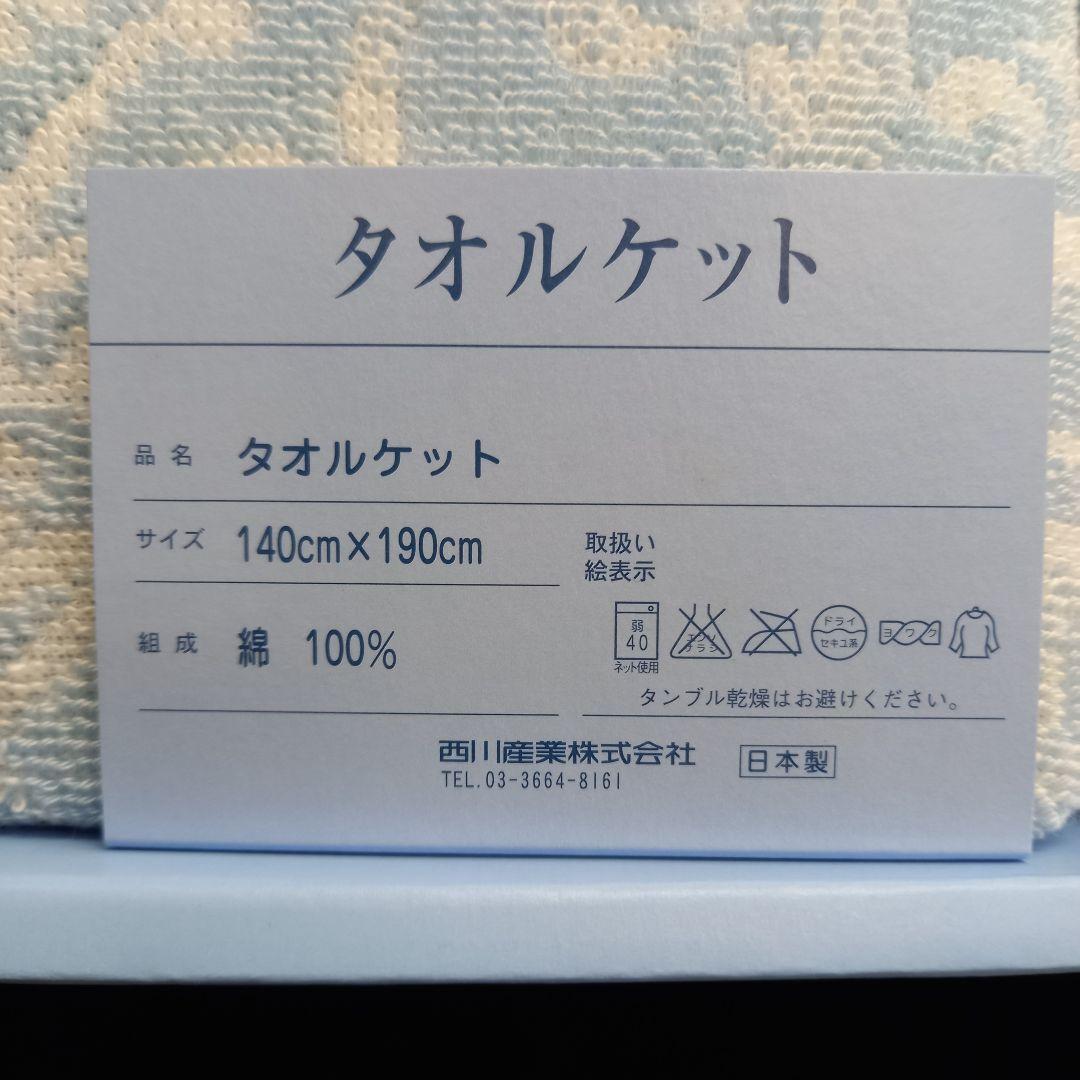 タオルケット
品名 タオルケット
サイズ 140cm×190cm
取扱い
絵表示
組成 綿 100%
弱
40
ネット使用
エンソ
サラシ
ドライ
セキユ系
ヨワク
タンブル乾燥はお避けください。
西川産業株式会社
TEL.03-3664-8161
日本製